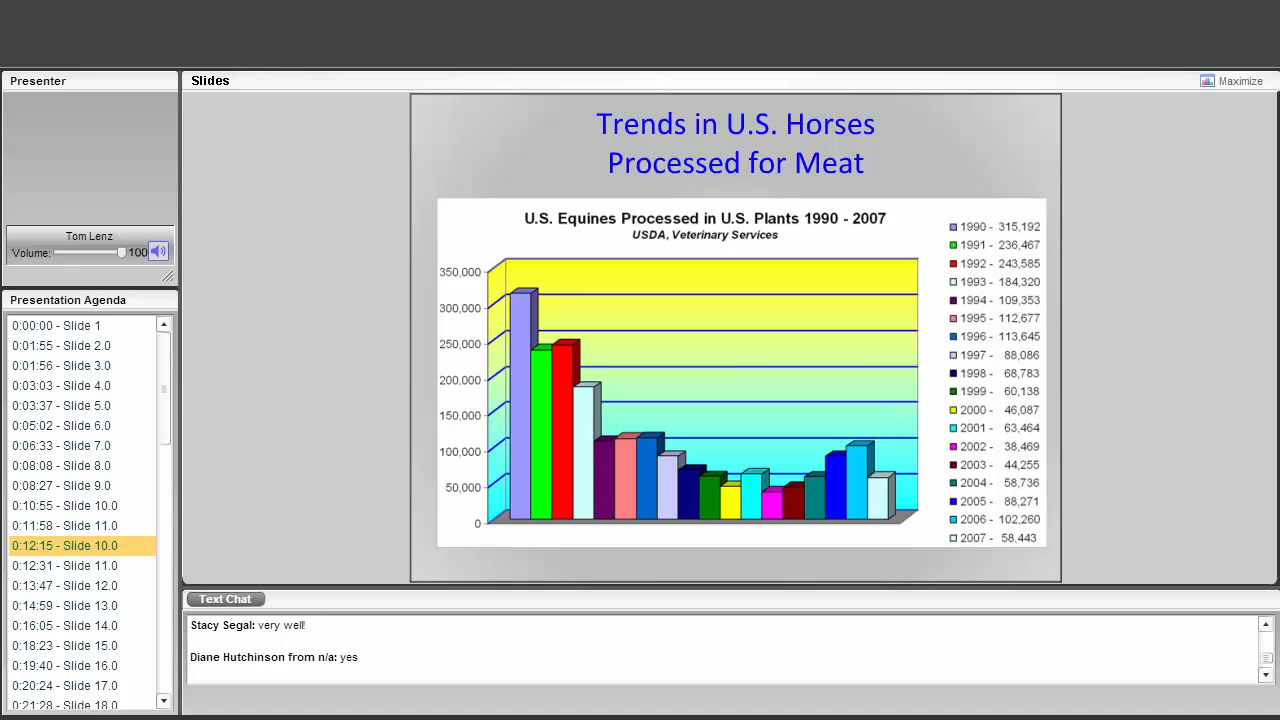 Presenter
Tom Lenz
Volume: 100
Presentation Agenda
0:00:00 - Slide 1
0:01:55 - Slide 2.0
0:01:56 - Slide 3.0
0:03:03 - Slide 4.0
0:03:37 - Slide 5.0
0:05:02 - Slide 6.0
0:06:33 - Slide 7.0
0:08:08 - Slide 8.0
0:08:27 - Slide 9.0
0:10:55 - Slide 10.0
0:11:58 - Slide 11.0
0:12:15 - Slide 10.0
0:12:31 - Slide 11.0
0:13:47 - Slide 12.0
0:14:59 - Slide 13.0
0:16:05 - Slide 14.0
0:18:23 - Slide 15.0
0:19:40 - Slide 16.0
0:20:24 - Slide 17.0
0:21:28 - Slide 18.0
Slides
Maximize
Trends in U.S. Horses
Processed for Meat
U.S. Equines Processed in U.S. Plants 1990 - 2007
USDA, Veterinary Services
350,000
300,000
250,000
200,000
150,000
100,000
50,000
0
1990 - 315,192
1991 - 236,467
1992 - 243,585
1993 - 184,320
1994 - 109,353
1995 - 112,677
1996 - 113,645
1997 - 88,086
1998 - 68,783
1999 - 60,138
2000 - 46,087
2001 - 63,464
2002 - 38,469
2003 - 44,255
2004 - 58,736
2005 - 88,271
2006 - 102,260
2007 - 58,443
Text Chat
Stacy Segal: very well!
Diane Hutchinson from n/a: yes